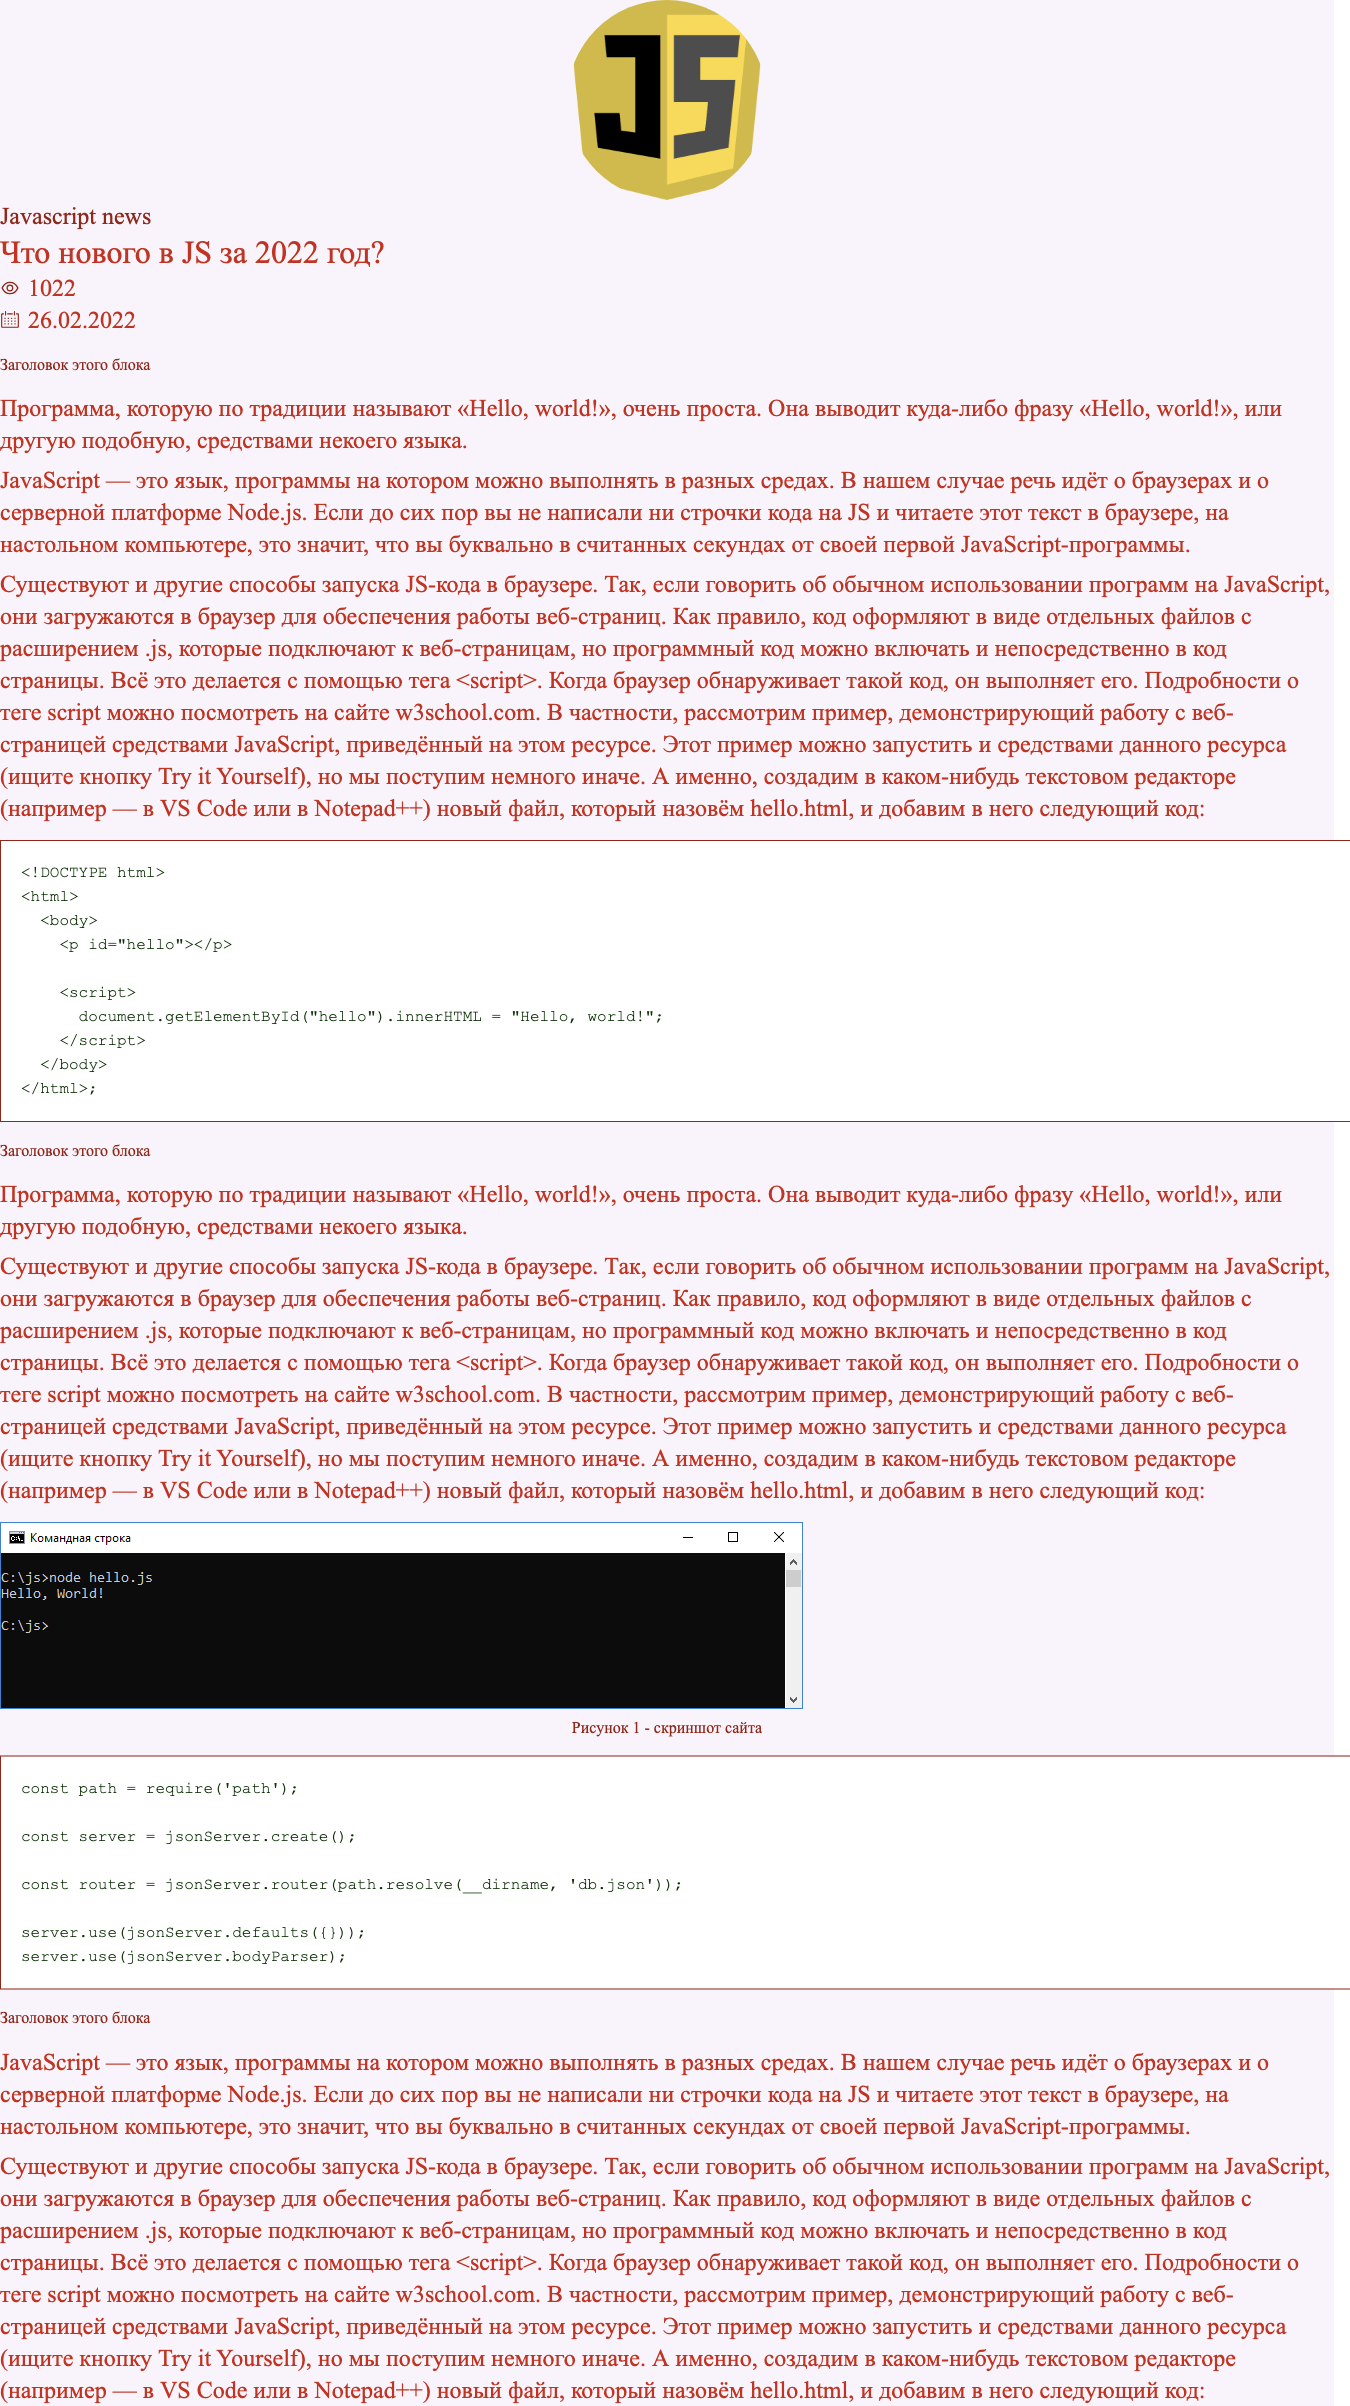 JS
Javascript news
Что нового в JS за 2022 год?
1022
26.02.2022
Заголовок этого блока
Программа, которую по традиции называют «Hello, world!», очень проста. Она выводит куда-либо фразу «Hello, world!», или
другую подобную, средствами некоего языка.
JavaScript — это язык, программы на котором можно выполнять в разных средах. В нашем случае речь идёт о браузерах и о
серверной платформе Node.js. Если до сих пор вы не написали ни строчки кода на JS и читаете этот текст в браузере, на
настольном компьютере, это значит, что вы буквально в считанных секундах от своей первой JavaScript-программы.
Существуют и другие способы запуска JS-кода в браузере. Так, если говорить об обычном использовании программ на JavaScript,
они загружаются в браузер для обеспечения работы веб-страниц. Как правило, код оформляют в виде отдельных файлов с
расширением .js, которые подключают к веб-страницам, но программный код можно включать и непосредственно в код
страницы. Всё это делается с помощью тега <script>. Когда браузер обнаруживает такой код, он выполняет его. Подробности о
теге script можно посмотреть на сайте w3school.com. В частности, рассмотрим пример, демонстрирующий работу с веб-
страницей средствами JavaScript, приведённый на этом ресурсе. Этот пример можно запустить и средствами данного ресурса
(ищите кнопку Try it Yourself), но мы поступим немного иначе. А именно, создадим в каком-нибудь текстовом редакторе
(например — в VS Code или в Notepad++) новый файл, который назовём hello.html, и добавим в него следующий код:
<!DOCTYPE html>
<html>
  <body>
    <p id="hello"></p>
    <script>
      document.getElementById("hello").innerHTML = "Hello, world!";
    </script>
  </body>
</html>;
Заголовок этого блока
Программа, которую по традиции называют «Hello, world!», очень проста. Она выводит куда-либо фразу «Hello, world!», или
другую подобную, средствами некоего языка.
Существуют и другие способы запуска JS-кода в браузере. Так, если говорить об обычном использовании программ на JavaScript,
они загружаются в браузер для обеспечения работы веб-страниц. Как правило, код оформляют в виде отдельных файлов с
расширением .js, которые подключают к веб-страницам, но программный код можно включать и непосредственно в код
страницы. Всё это делается с помощью тега <script>. Когда браузер обнаруживает такой код, он выполняет его. Подробности о
теге script можно посмотреть на сайте w3school.com. В частности, рассмотрим пример, демонстрирующий работу с веб-
страницей средствами JavaScript, приведённый на этом ресурсе. Этот пример можно запустить и средствами данного ресурса
(ищите кнопку Try it Yourself), но мы поступим немного иначе. А именно, создадим в каком-нибудь текстовом редакторе
(например — в VS Code или в Notepad++) новый файл, который назовём hello.html, и добавим в него следующий код:
Командная строка
C:\js>node hello.js
Hello, World!
C:\js>
Рисунок 1 - скриншот сайта
const path = require('path');
const server = jsonServer.create();
const router = jsonServer.router(path.resolve(__dirname, 'db.json'));
server.use(jsonServer.defaults({}));
server.use(jsonServer.bodyParser);
Заголовок этого блока
JavaScript — это язык, программы на котором можно выполнять в разных средах. В нашем случае речь идёт о браузерах и о
серверной платформе Node.js. Если до сих пор вы не написали ни строчки кода на JS и читаете этот текст в браузере, на
настольном компьютере, это значит, что вы буквально в считанных секундах от своей первой JavaScript-программы.
Существуют и другие способы запуска JS-кода в браузере. Так, если говорить об обычном использовании программ на JavaScript,
они загружаются в браузер для обеспечения работы веб-страниц. Как правило, код оформляют в виде отдельных файлов с
расширением .js, которые подключают к веб-страницам, но программный код можно включать и непосредственно в код
страницы. Всё это делается с помощью тега <script>. Когда браузер обнаруживает такой код, он выполняет его. Подробности о
теге script можно посмотреть на сайте w3school.com. В частности, рассмотрим пример, демонстрирующий работу с веб-
страницей средствами JavaScript, приведённый на этом ресурсе. Этот пример можно запустить и средствами данного ресурса
(ищите кнопку Try it Yourself), но мы поступим немного иначе. А именно, создадим в каком-нибудь текстовом редакторе
(например — в VS Code или в Notepad++) новый файл, который назовём hello.html, и добавим в него следующий код: